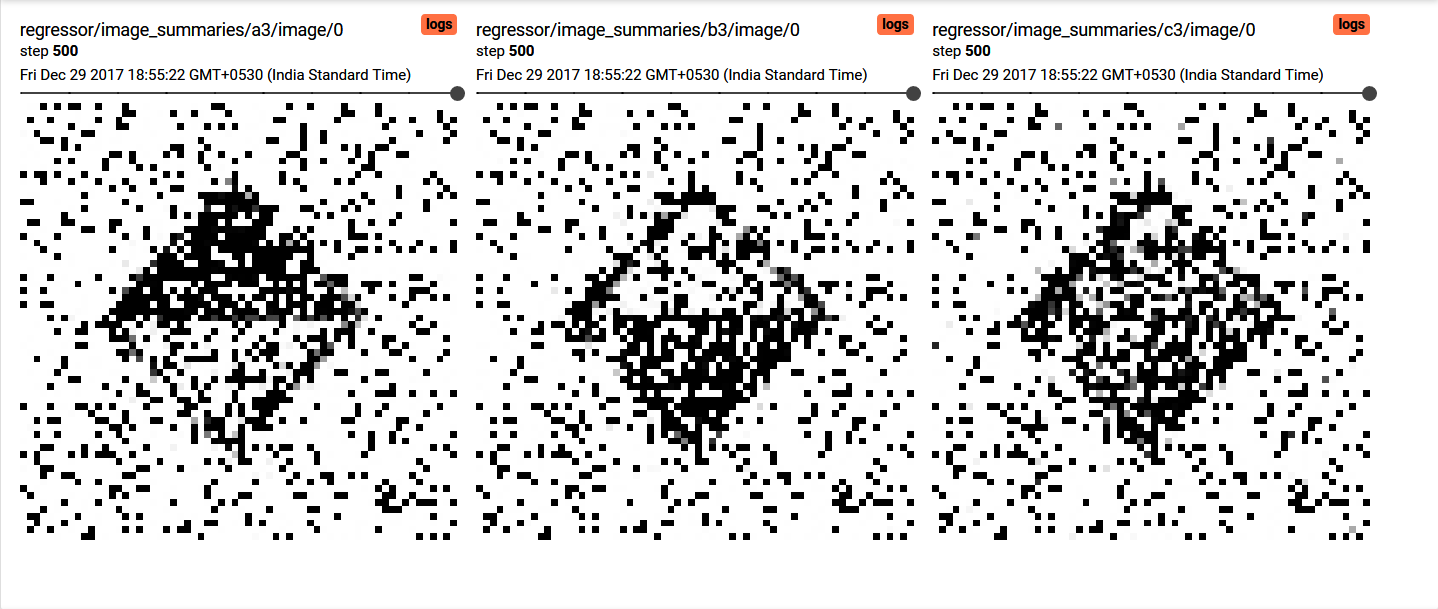 regressor/image_summaries/a3/image/0 logs
step 500
Fri Dec 29 2017 18:55:22 GMT+0530 (India Standard Time)
regressor/image_summaries/b3/image/0 logs
step 500
Fri Dec 29 2017 18:55:22 GMT+0530 (India Standard Time)
regressor/image_summaries/c3/image/0 logs
step 500
Fri Dec 29 2017 18:55:22 GMT+0530 (India Standard Time)